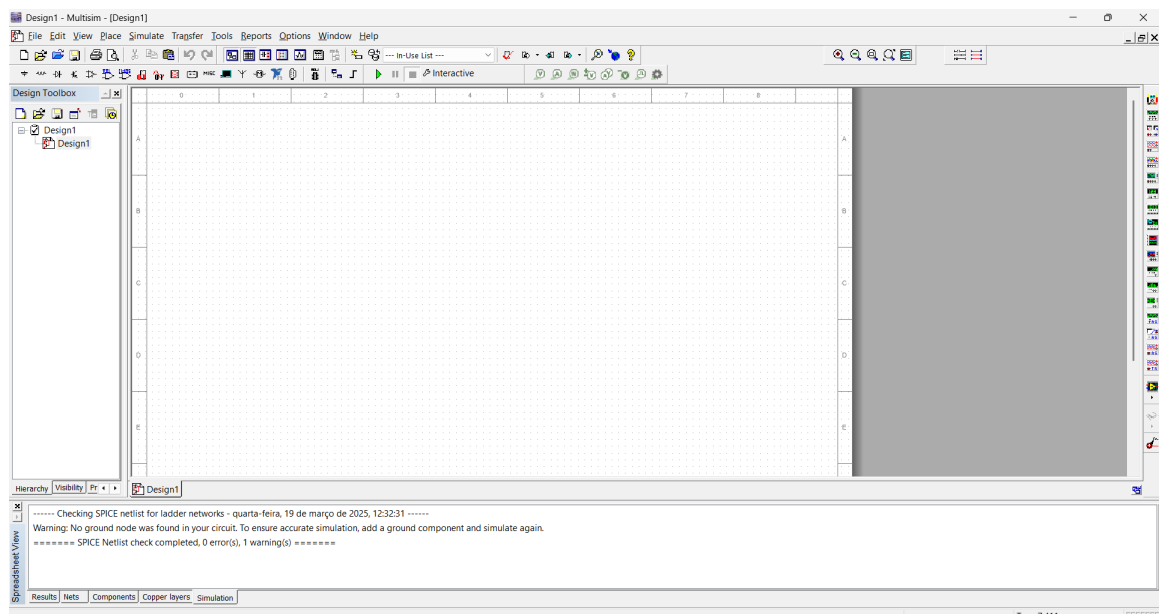 Design1 - Multisim - [Design1]
File Edit View Place Simulate Transfer Tools Reports Options Window Help
--- In-Use List ---
Interactive
Design Toolbox
Design1
Design1
0 1 2 3 4 5 6 7 8
A A
B B
C C
D D
E E
Hierarchy Visibility Pr
Design1
------ Checking SPICE netlist for ladder networks - quarta-feira, 19 de março de 2025, 12:32:31 ------
Warning: No ground node was found in your circuit. To ensure accurate simulation, add a ground component and simulate again.
======= SPICE Netlist check completed, 0 error(s), 1 warning(s) =======
Spreadsheet View
Results Nets Components Copper layers Simulation